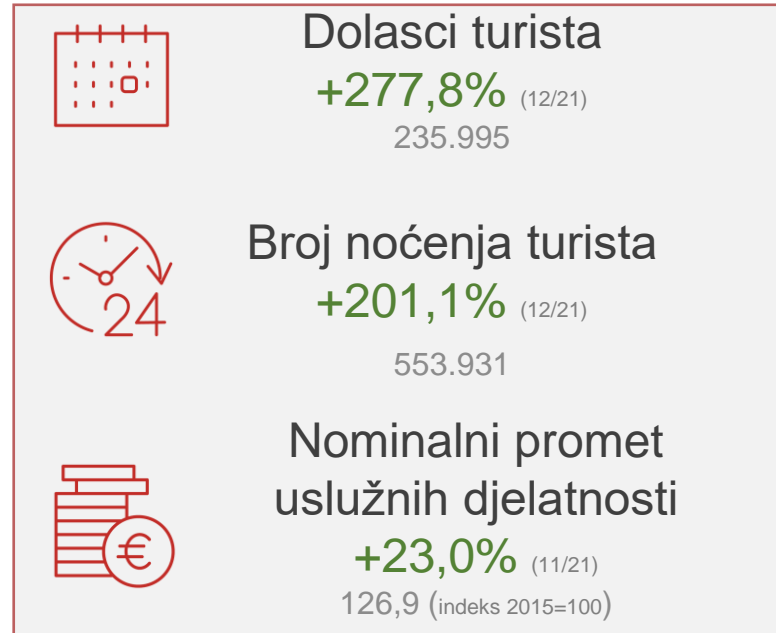 Dolasci turista
+277,8% (12/21)
235.995
24
Broj noćenja turista
+201,1% (12/21)
553.931
Nominalni promet
uslužnih djelatnosti
€
+23,0% (11/21)
126,9 (indeks 2015=100)